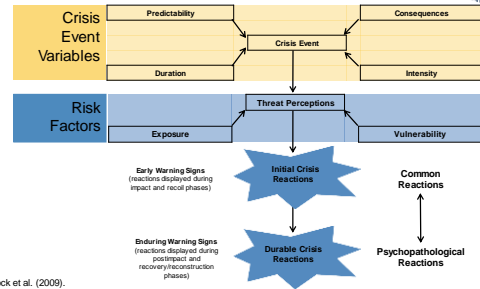 Crisis
Event
Variables
Predictability
Consequences
Crisis Event
Duration
Intensity
Risk
Factors
Threat Perceptions
Exposure
Vulnerability
Early Warning Signs
(reactions displayed during
impact and recoil phases)
Initial Crisis
Reactions
Common
Reactions
Enduring Warning Signs
(reactions displayed during
postimpact and
recovery/reconstruction
phases)
Durable Crisis
Reactions
Psychopathological
Reactions
ock et al. (2009).